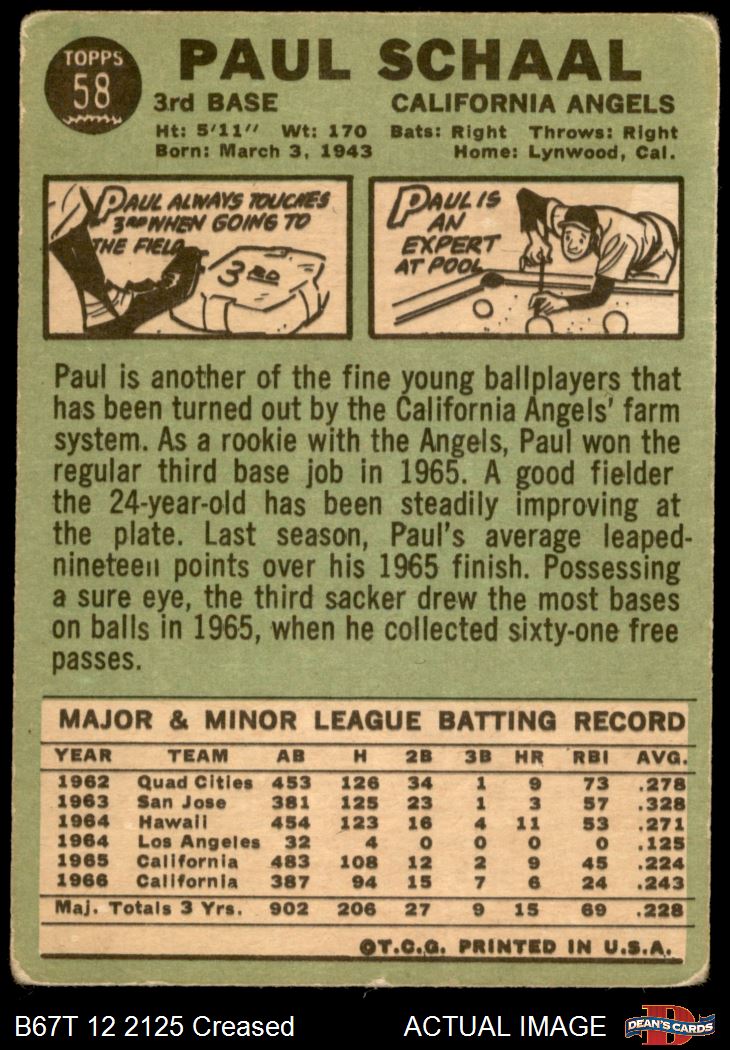 TOPPS
58
PAUL SCHAAL
3rd BASE CALIFORNIA ANGELS
Ht: 5'11" Wt: 170 Bats: Right Throws: Right
Born: March 3, 1943 Home: Lynwood, Cal.
PAUL ALWAYS TOUCHES
3RD WHEN GOING TO
THE FIELD
3RD
PAUL IS
AN
EXPERT
AT POOL
Paul is another of the fine young ballplayers that
has been turned out by the California Angels' farm
system. As a rookie with the Angels, Paul won the
regular third base job in 1965. A good fielder
the 24-year-old has been steadily improving at
the plate. Last season, Paul's average leaped-
nineteen points over his 1965 finish. Possessing
a sure eye, the third sacker drew the most bases
on balls in 1965, when he collected sixty-one free
passes.
MAJOR & MINOR LEAGUE BATTING RECORD
YEAR TEAM AB H 2B 3B HR RBI AVG.
1962 Quad Cities 453 126 34 1 9 73 .278
1963 San Jose 381 125 23 1 3 57 .328
1964 Hawaii 454 123 16 4 11 53 .271
1964 Los Angeles 32 4 0 0 0 0 .125
1965 California 483 108 12 2 9 45 .224
1966 California 387 94 15 7 6 24 .243
Maj. Totals 3 Yrs. 902 206 27 9 15 69 .228
©T.C.G. PRINTED IN U.S.A.
B67T 12 2125 Creased ACTUAL IMAGE
D
DEAN'S CARDS